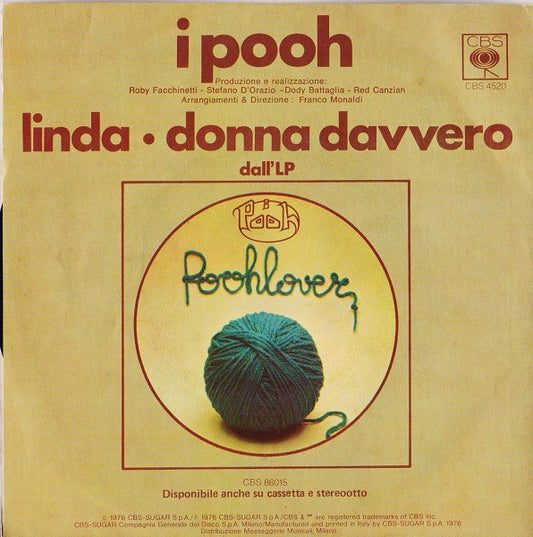 i pooh
CBS
CBS 4520
Produzione e realizzazione:
Roby Facchinetti - Stefano D'Orazio -Dody Battaglia - Red Canzian
Arrangiamenti & Direzione: Franco Monaldi
linda • donna davvero
dall'LP
Pooh
Poohlover
CBS 86015
Disponibile anche su cassetta e stereootto
© 1976 CBS-SUGAR S.p.A./℗ 1976 CBS-SUGAR S.p.A./CBS & ™ are registered trademarks of CBS Inc.
CBS-SUGAR Compagnia Generale del Disco S.p.A. Milano/Manufactured and printed in Italy by CBS-SUGAR S.p.A. 1976
Distribuzione Messaggerie Musicali, Milano